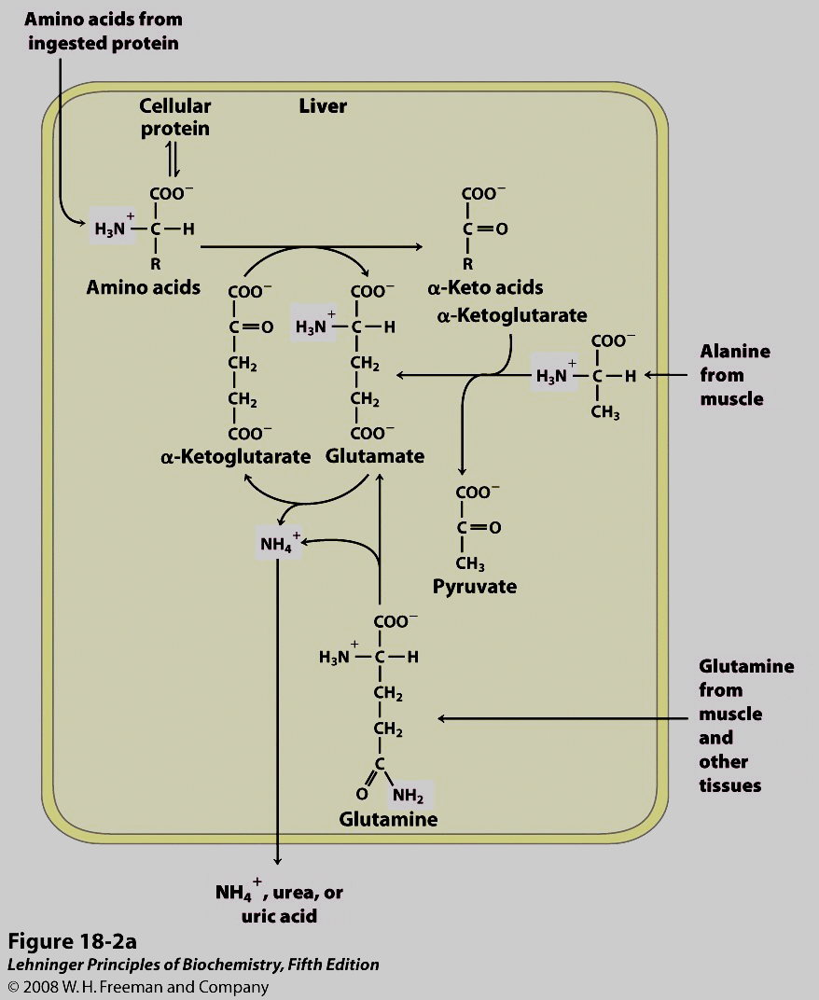 Amino acids from
ingested protein
Cellular
protein
Liver
COO⁻
H₃N⁺—C—H
R
Amino acids
COO⁻
C=O
R
α-Keto acids
COO⁻
C=O
CH₂
CH₂
COO⁻
α-Ketoglutarate
COO⁻
H₃N⁺—C—H
CH₂
CH₂
COO⁻
Glutamate
α-Ketoglutarate
COO⁻
H₃N⁺—C—H
CH₃
Alanine
from
muscle
COO⁻
C=O
CH₃
Pyruvate
NH₄⁺
COO⁻
H₃N⁺—C—H
CH₂
CH₂
C
O NH₂
Glutamine
Glutamine
from
muscle
and
other
tissues
NH₄⁺, urea, or
uric acid
Figure 18-2a
Lehninger Principles of Biochemistry, Fifth Edition
© 2008 W. H. Freeman and Company